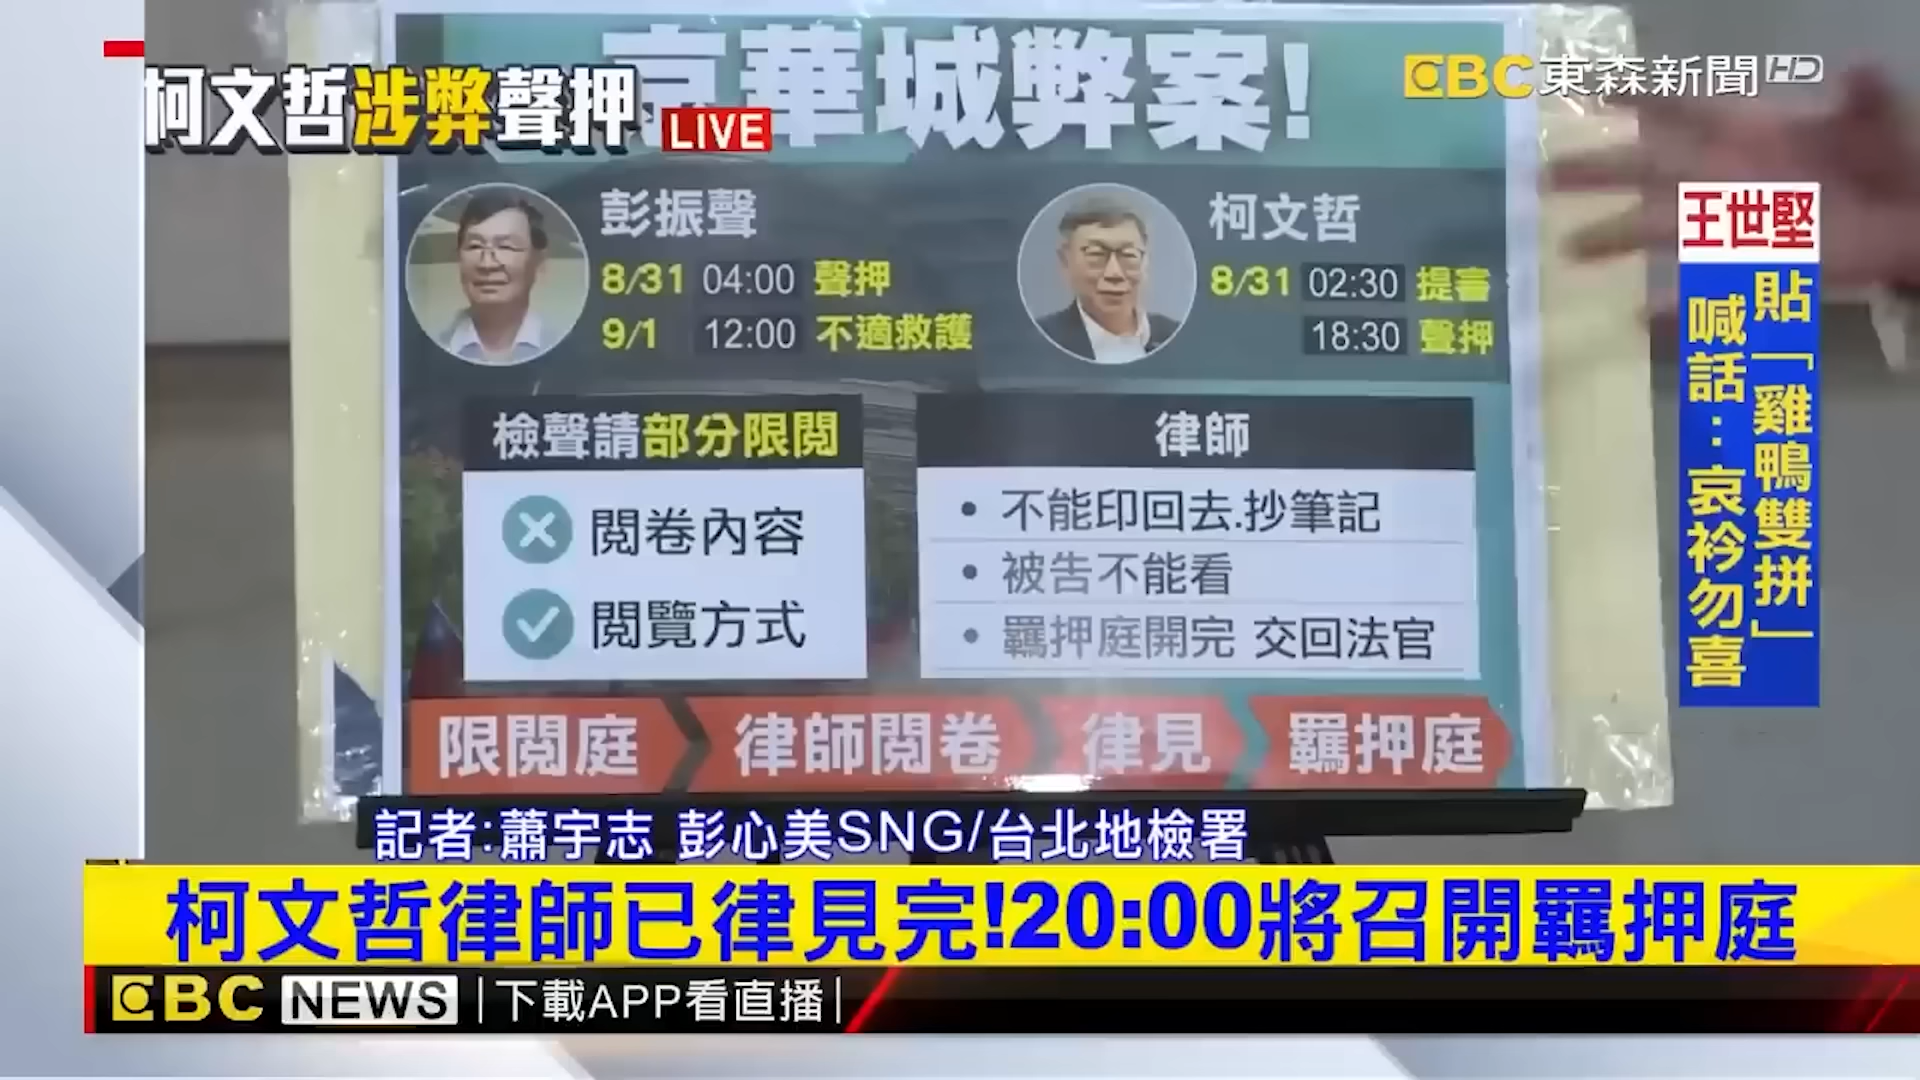 柯文哲涉弊聲押
LIVE
京華城弊案!
EBC東森新聞HD
彭振聲
8/31 04:00 聲押
9/1 12:00 不適救護
柯文哲
8/31 02:30 提審
18:30 聲押
檢聲請部分限閱
閱卷內容
閱覽方式
律師
• 不能印回去.抄筆記
• 被告不能看
• 羈押庭開完 交回法官
限閱庭
律師閱卷
律見
羈押庭
王世堅
貼「雞鴨雙拼」
喊話:哀衿勿喜
記者:蕭宇志 彭心美SNG/台北地檢署
柯文哲律師已律見完!20:00將召開羈押庭
EBC NEWS |下載APP看直播|